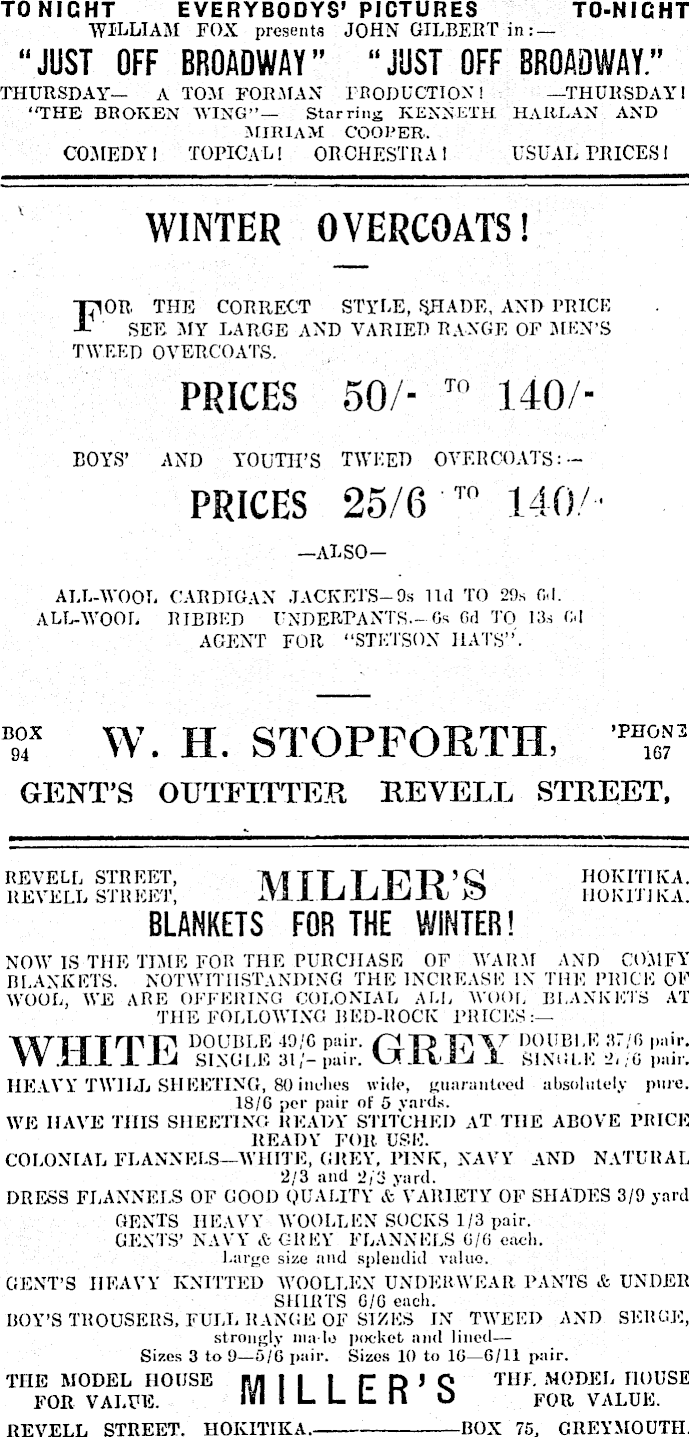 TO NIGHT EVERYBODYS' PICTURES TO-NIGHT
WILLIAM FOX presents JOHN GILBERT in:—
"JUST OFF BROADWAY" "JUST OFF BROADWAY."
THURSDAY— A TOM FORMAN PRODUCTION! —THURSDAY!
"THE BROKEN WING"— Starring KENNETH HARLAN AND
MIRIAM COOPER.
COMEDY! TOPICAL! ORCHESTRA! USUAL PRICES!
WINTER OVERCOATS!
FOR THE CORRECT STYLE, SHADE, AND PRICE
SEE MY LARGE AND VARIED RANGE OF MEN'S
TWEED OVERCOATS.
PRICES 50/- TO 140/-
BOYS' AND YOUTH'S TWEED OVERCOATS:—
PRICES 25/6 TO 140/-
—ALSO—
ALL-WOOL CARDIGAN JACKETS—9s 11d TO 29s 6d.
ALL-WOOL RIBBED UNDERPANTS.—6s 6d TO 13s 6d
AGENT FOR "STETSON HATS".
BOX 94 W. H. STOPFORTH, 'PHONE 167
GENT'S OUTFITTER REVELL STREET,
REVELL STREET, MILLER'S HOKITIKA.
REVELL STREET, HOKITIKA.
BLANKETS FOR THE WINTER!
NOW IS THE TIME FOR THE PURCHASE OF WARM AND COMFY
BLANKETS. NOTWITHSTANDING THE INCREASE IN THE PRICE OF
WOOL, WE ARE OFFERING COLONIAL ALL WOOL BLANKETS AT
THE FOLLOWING BED-ROCK PRICES:—
WHITE DOUBLE 49/6 pair. GREY DOUBLE 37/6 pair.
SINGLE 31/- pair. SINGLE pair.
HEAVY TWILL SHEETING, 80 inches wide, guaranteed absolutely pure.
18/6 per pair of 5 yards.
WE HAVE THIS SHEETING READY STITCHED AT THE ABOVE PRICE
READY FOR USE.
COLONIAL FLANNELS—WHITE, GREY, PINK, NAVY AND NATURAL
2/3 and yard.
DRESS FLANNELS OF GOOD QUALITY & VARIETY OF SHADES 3/9 yard
GENTS HEAVY WOOLLEN SOCKS 1/3 pair.
GENTS' NAVY & GREY FLANNELS 6/6 each.
Large size and splendid value.
GENT'S HEAVY KNITTED WOOLLEN UNDERWEAR PANTS & UNDER
SHIRTS 6/6 each.
BOY'S TROUSERS, FULL RANGE OF SIZES IN TWEED AND SERGE,
strongly made pocket and lined—
Sizes 3 to 9—5/6 pair. Sizes 10 to 16—6/11 pair.
THE MODEL HOUSE MILLER'S THE MODEL HOUSE
FOR VALUE. FOR VALUE.
REVELL STREET. HOKITIKA.————BOX 75, GREYMOUTH.